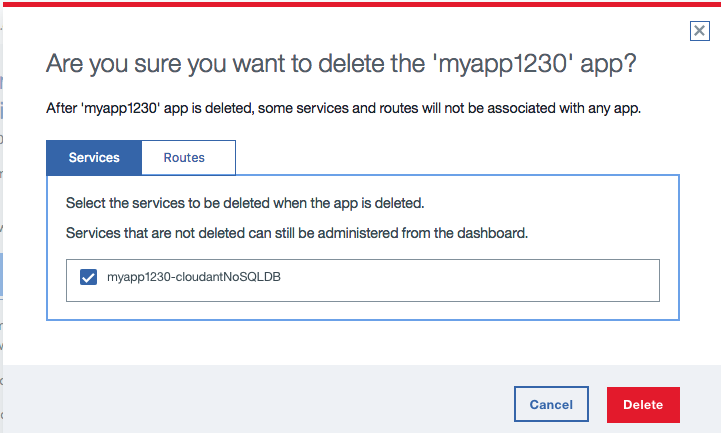 Are you sure you want to delete the 'myapp1230' app?
After 'myapp1230' app is deleted, some services and routes will not be associated with any app.
Services
Routes
Select the services to be deleted when the app is deleted.
Services that are not deleted can still be administered from the dashboard.
myapp1230-cloudantNoSQLDB
Cancel
Delete